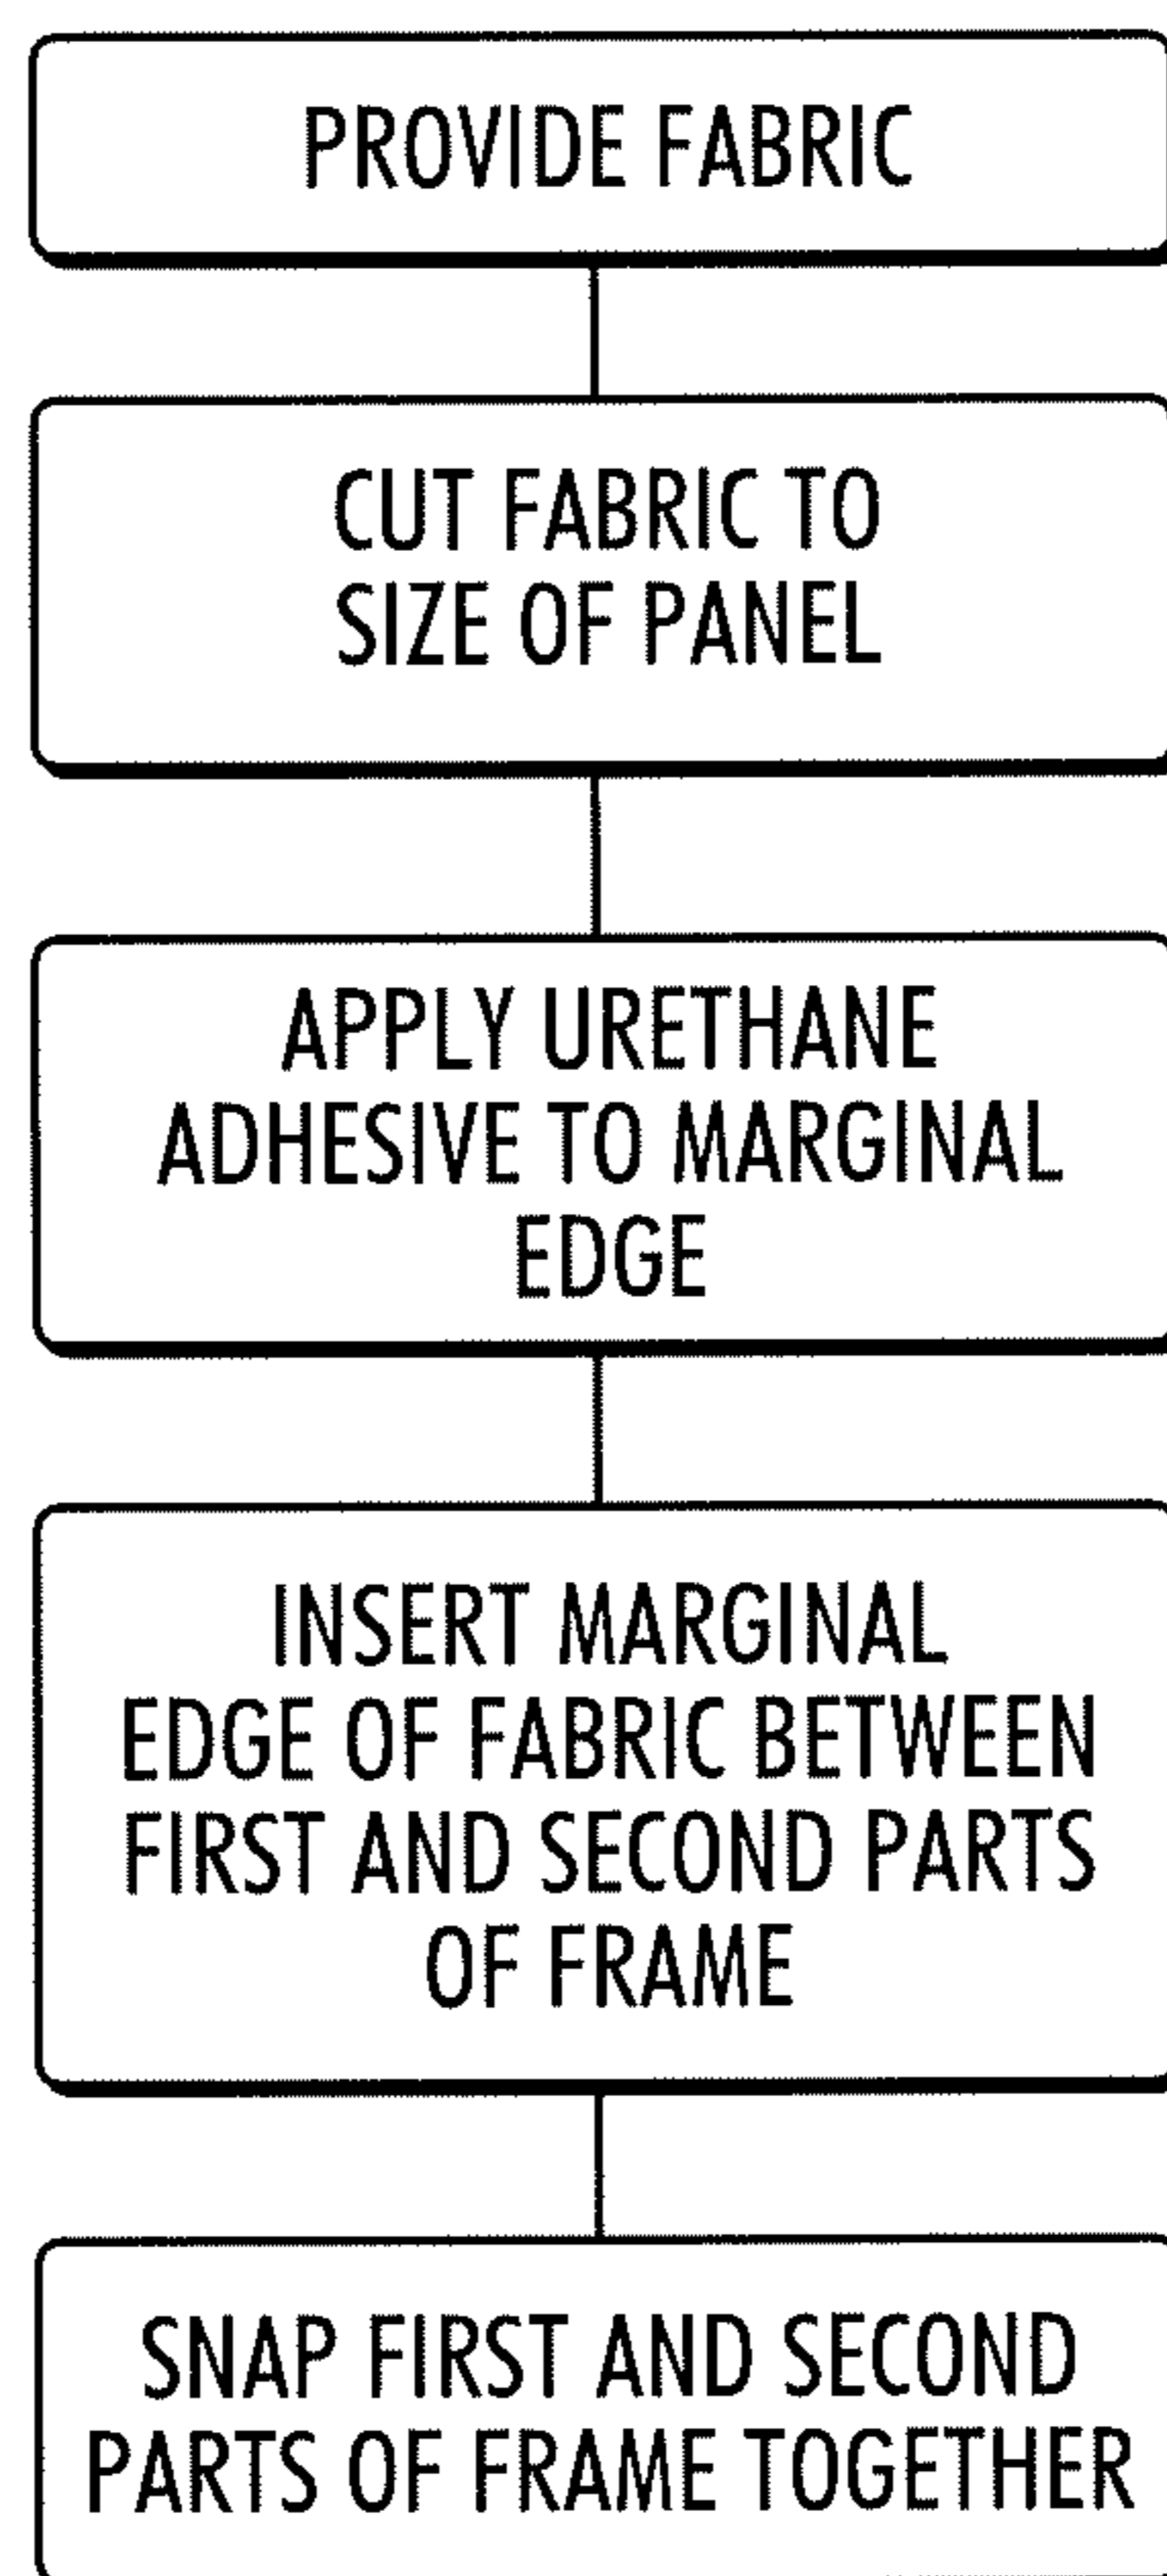 PROVIDE FABRIC
CUT FABRIC TO
SIZE OF PANEL
APPLY URETHANE
ADHESIVE TO MARGINAL
EDGE
INSERT MARGINAL
EDGE OF FABRIC BETWEEN
FIRST AND SECOND PARTS
OF FRAME
SNAP FIRST AND SECOND
PARTS OF FRAME TOGETHER